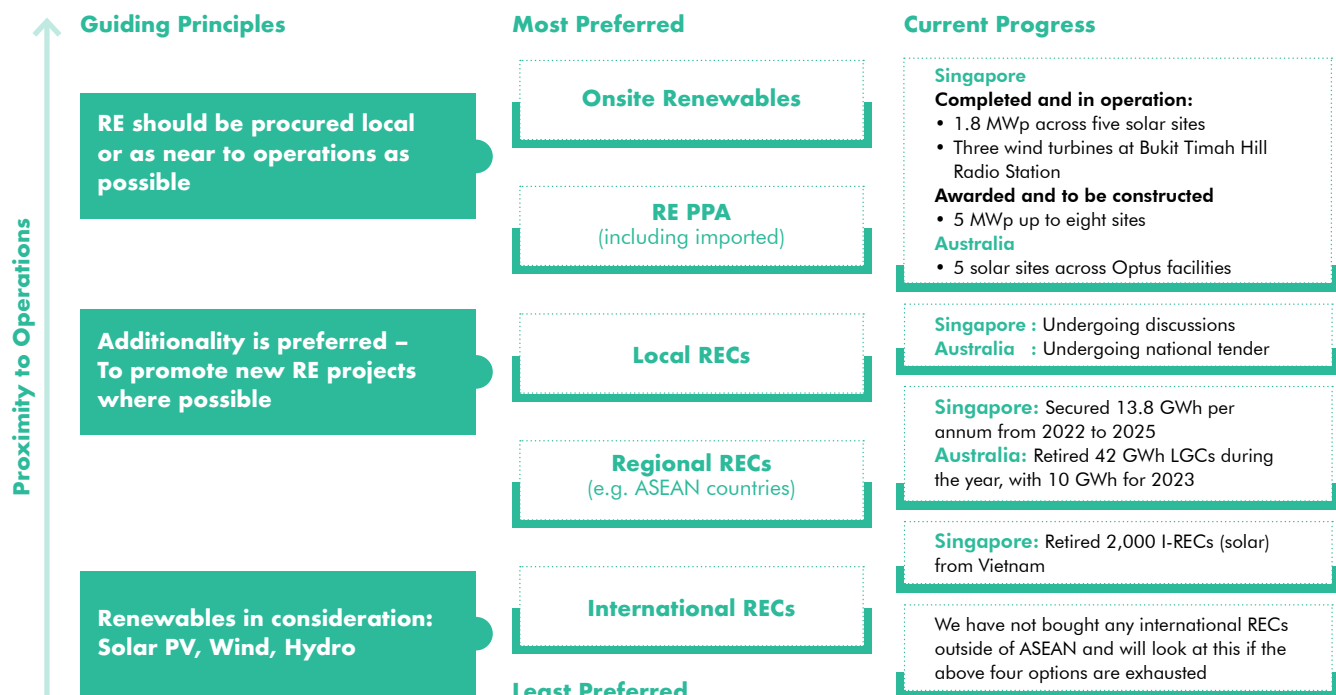 Proximity to Operations
Guiding Principles
RE should be procured local
or as near to operations as
possible
Additionality is preferred –
To promote new RE projects
where possible
Renewables in consideration:
Solar PV, Wind, Hydro
Most Preferred
Onsite Renewables
RE PPA
(including imported)
Local RECs
Regional RECs
(e.g. ASEAN countries)
International RECs
Least Preferred
Current Progress
Singapore
Completed and in operation:
• 1.8 MWp across five solar sites
• Three wind turbines at Bukit Timah Hill
Radio Station
Awarded and to be constructed
• 5 MWp up to eight sites
Australia
• 5 solar sites across Optus facilities
Singapore : Undergoing discussions
Australia : Undergoing national tender
Singapore: Secured 13.8 GWh per
annum from 2022 to 2025
Australia: Retired 42 GWh LGCs during
the year, with 10 GWh for 2023
Singapore: Retired 2,000 I-RECs (solar)
from Vietnam
We have not bought any international RECs
outside of ASEAN and will look at this if the
above four options are exhausted